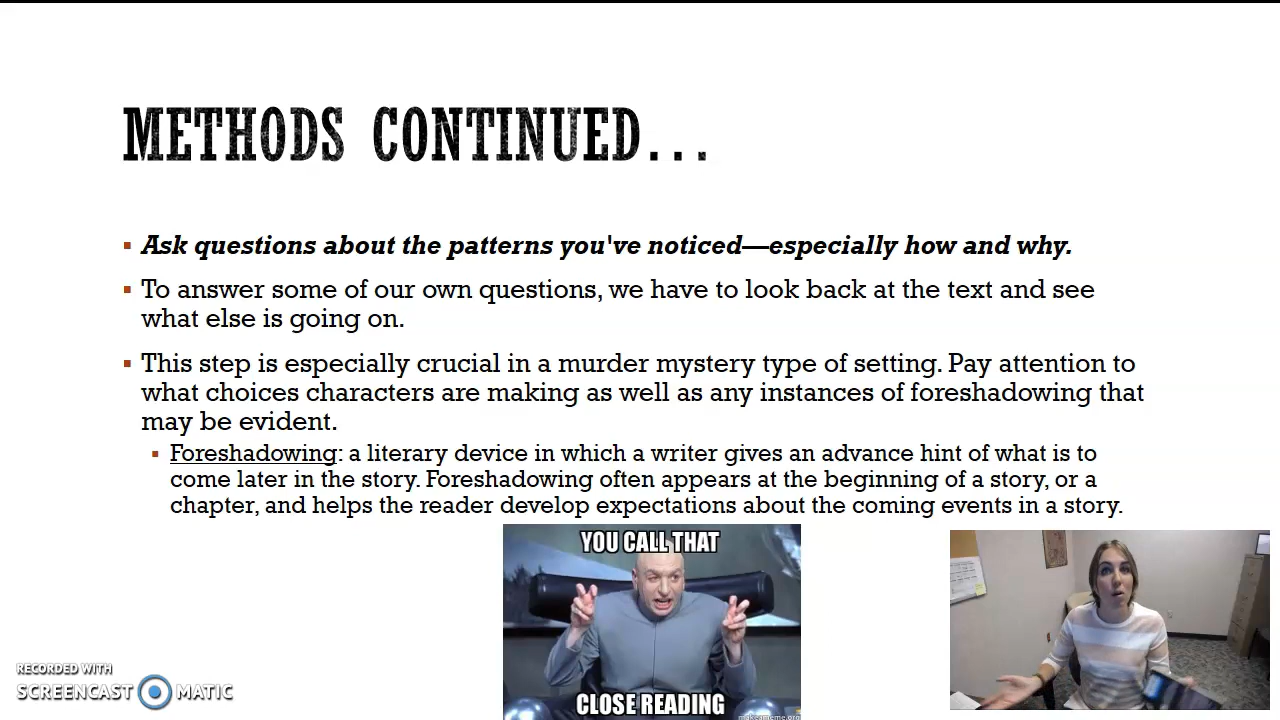 METHODS CONTINUED...
Ask questions about the patterns you've noticed—especially how and why.
To answer some of our own questions, we have to look back at the text and see
what else is going on.
This step is especially crucial in a murder mystery type of setting. Pay attention to
what choices characters are making as well as any instances of foreshadowing that
may be evident.
Foreshadowing: a literary device in which a writer gives an advance hint of what is to
come later in the story. Foreshadowing often appears at the beginning of a story, or a
chapter, and helps the reader develop expectations about the coming events in a story.
YOU CALL THAT
CLOSE READING
makeameme.org
RECORDED WITH
SCREENCAST MATIC